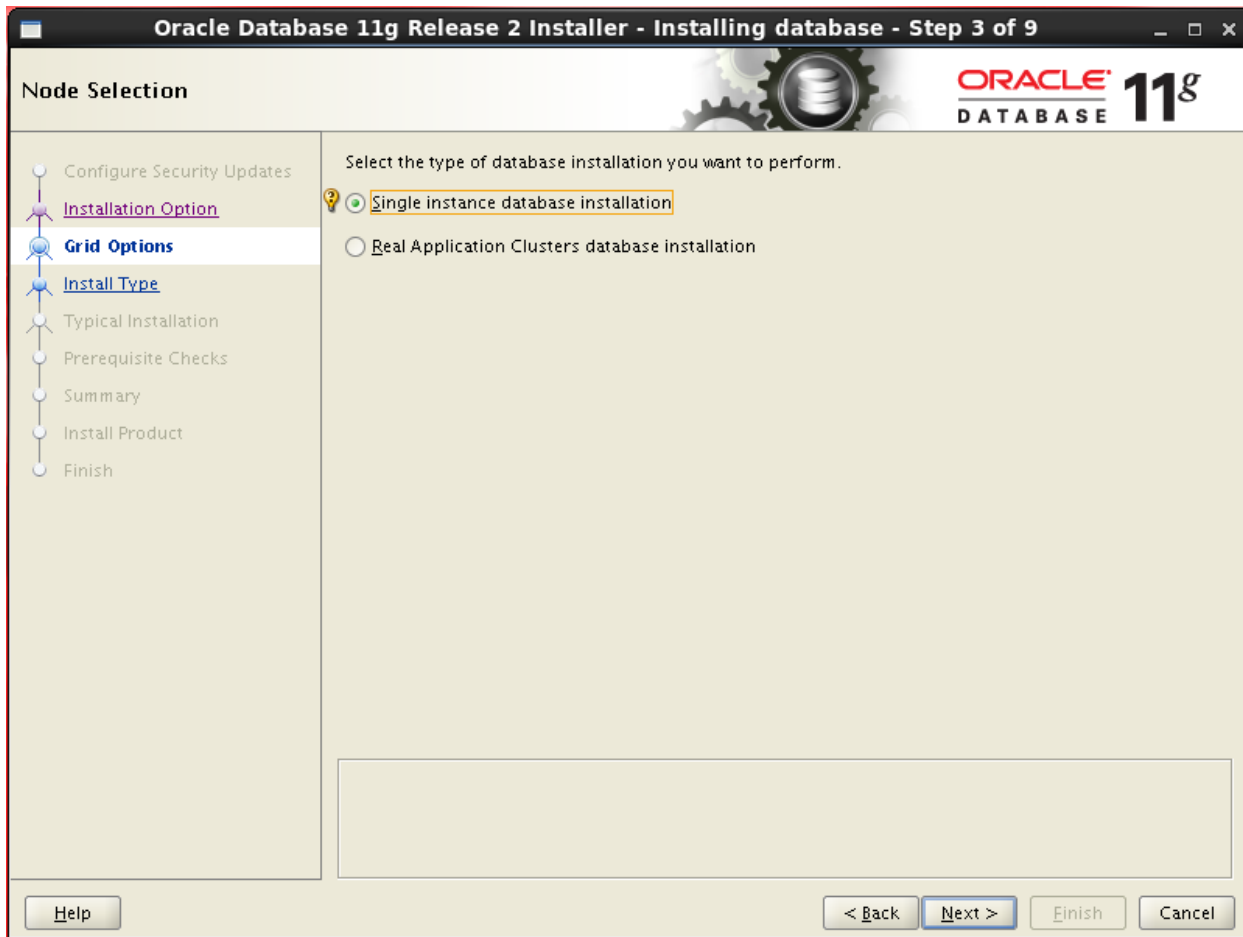 Oracle Database 11g Release 2 Installer - Installing database - Step 3 of 9
Node Selection
ORACLE
DATABASE
11g
Configure Security Updates
Installation Option
Grid Options
Install Type
Typical Installation
Prerequisite Checks
Summary
Install Product
Finish
Select the type of database installation you want to perform.
Single instance database installation
Real Application Clusters database installation
Help
< Back
Next >
Finish
Cancel